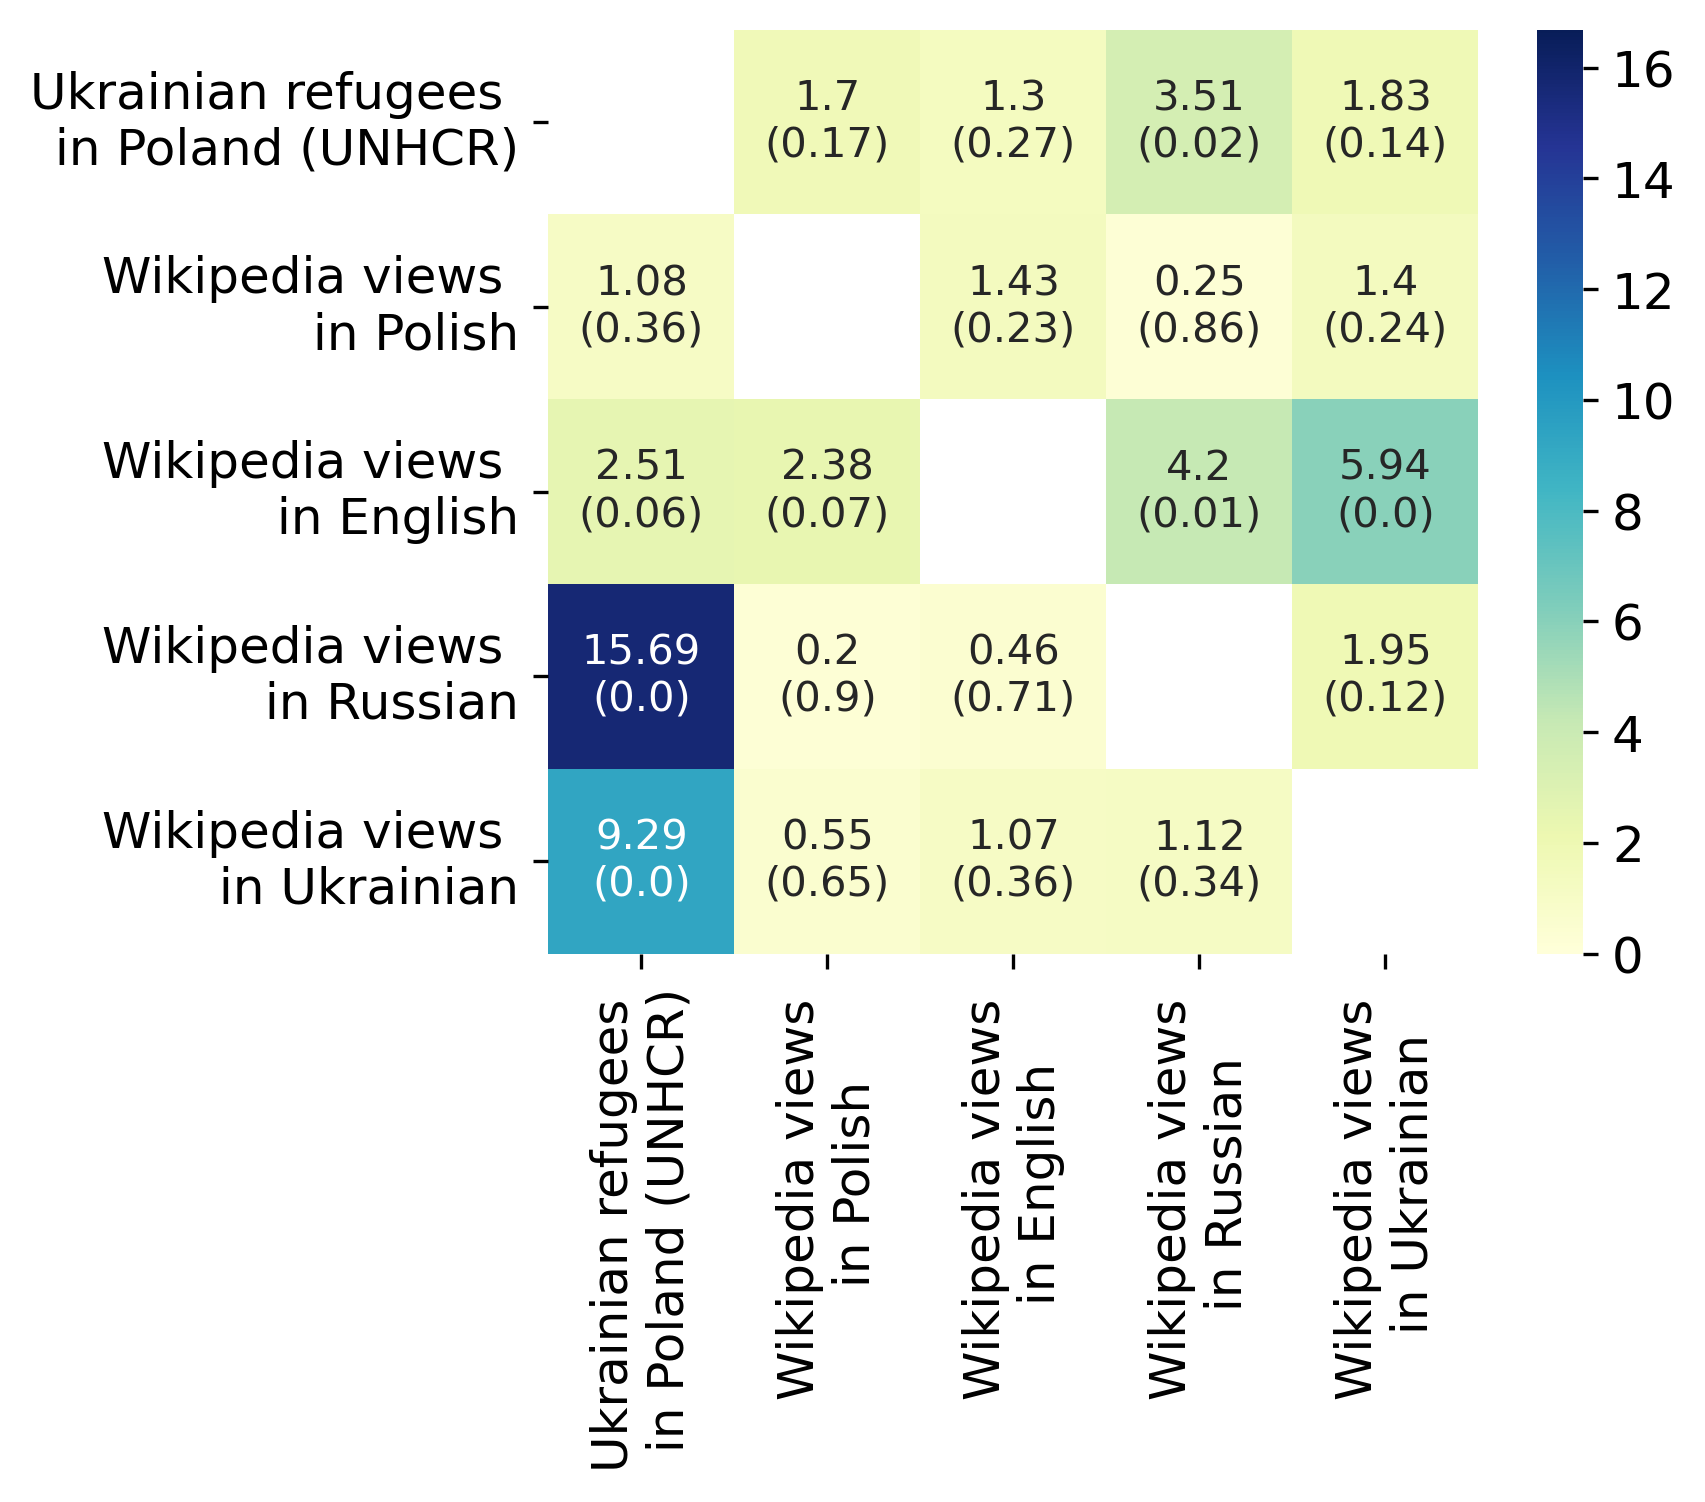 Ukrainian refugees
in Poland (UNHCR)
1.7
(0.17)
1.3
(0.27)
3.51
(0.02)
1.83
(0.14)
Wikipedia views
in Polish
1.08
(0.36)
1.43
(0.23)
0.25
(0.86)
1.4
(0.24)
Wikipedia views
in English
2.51
(0.06)
2.38
(0.07)
4.2
(0.01)
5.94
(0.0)
Wikipedia views
in Russian
15.69
(0.0)
0.2
(0.9)
0.46
(0.71)
1.95
(0.12)
Wikipedia views
in Ukrainian
9.29
(0.0)
0.55
(0.65)
1.07
(0.36)
1.12
(0.34)
Ukrainian refugees
in Poland (UNHCR)
Wikipedia views
in Polish
Wikipedia views
in English
Wikipedia views
in Russian
Wikipedia views
in Ukrainian
16
14
12
10
8
6
4
2
0